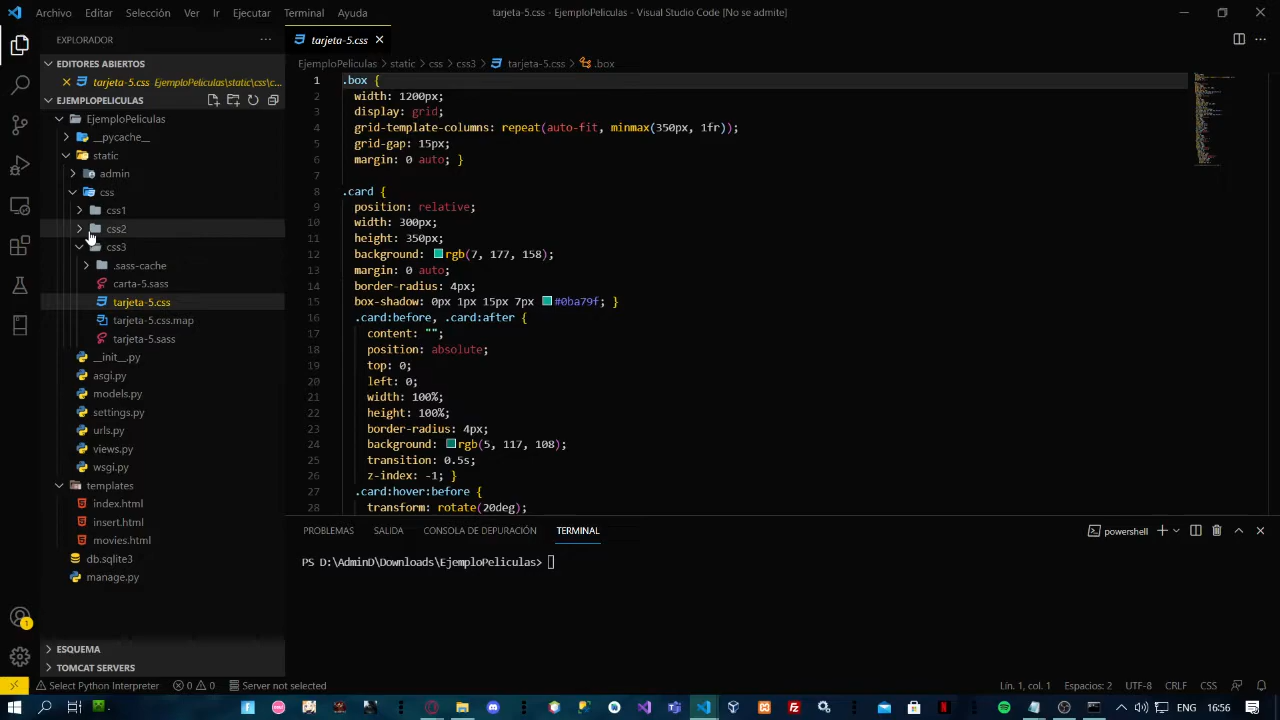 Archivo Editar Selección Ver Ir Ejecutar Terminal Ayuda tarjeta-5.css - EjemploPeliculas - Visual Studio Code [No se admite]
EXPLORADOR
tarjeta-5.css
EDITORES ABIERTOS
tarjeta-5.css EjemploPeliculas\static\css\c...
EJEMPLOPELICULAS
EjemploPeliculas
__pycache__
static
admin
css
css1
css2
css3
.sass-cache
carta-5.sass
tarjeta-5.css
tarjeta-5.css.map
tarjeta-5.sass
__init__.py
asgi.py
models.py
settings.py
urls.py
views.py
wsgi.py
templates
index.html
insert.html
movies.html
db.sqlite3
manage.py
ESQUEMA
TOMCAT SERVERS
EjemploPeliculas > static > css > css3 > tarjeta-5.css > .box
1 .box {
2 width: 1200px;
3 display: grid;
4 grid-template-columns: repeat(auto-fit, minmax(350px, 1fr));
5 grid-gap: 15px;
6 margin: 0 auto; }
7
8 .card {
9 position: relative;
10 width: 300px;
11 height: 350px;
12 background: rgb(7, 177, 158);
13 margin: 0 auto;
14 border-radius: 4px;
15 box-shadow: 0px 1px 15px 7px #0ba79f; }
16 .card:before, .card:after {
17 content: "";
18 position: absolute;
19 top: 0;
20 left: 0;
21 width: 100%;
22 height: 100%;
23 border-radius: 4px;
24 background: rgb(5, 117, 108);
25 transition: 0.5s;
26 z-index: -1; }
27 .card:hover:before {
28 transform: rotate(20deg);
PROBLEMAS SALIDA CONSOLA DE DEPURACIÓN TERMINAL
powershell
PS D:\AdminD\Downloads\EjemploPeliculas>
Select Python Interpreter 0 0 Server not selected
Lín. 1, col. 1 Espacios: 2 UTF-8 CRLF CSS
ENG 16:56